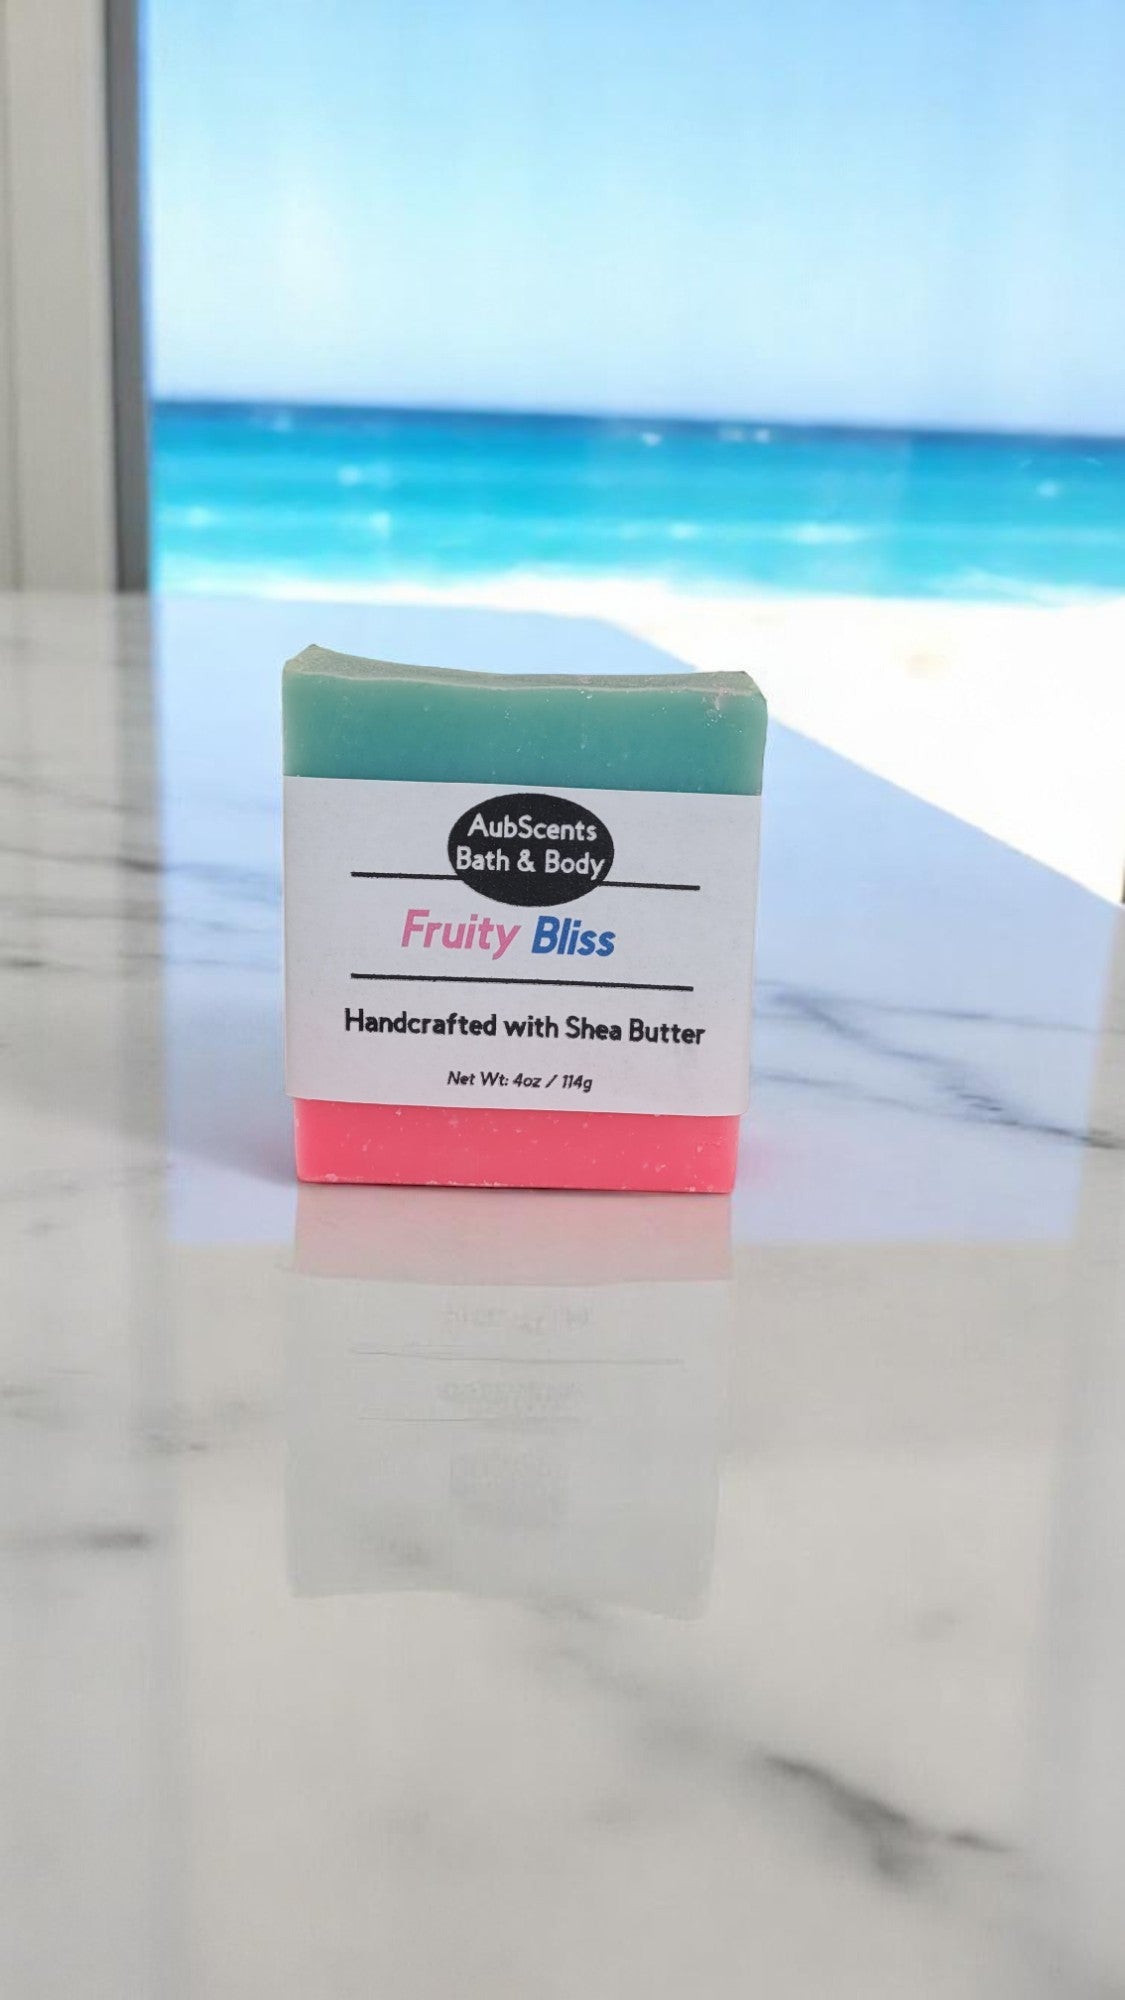 AubScents
Bath & Body
Fruity Bliss
Handcrafted with Shea Butter
Net Wt: 4oz / 114g